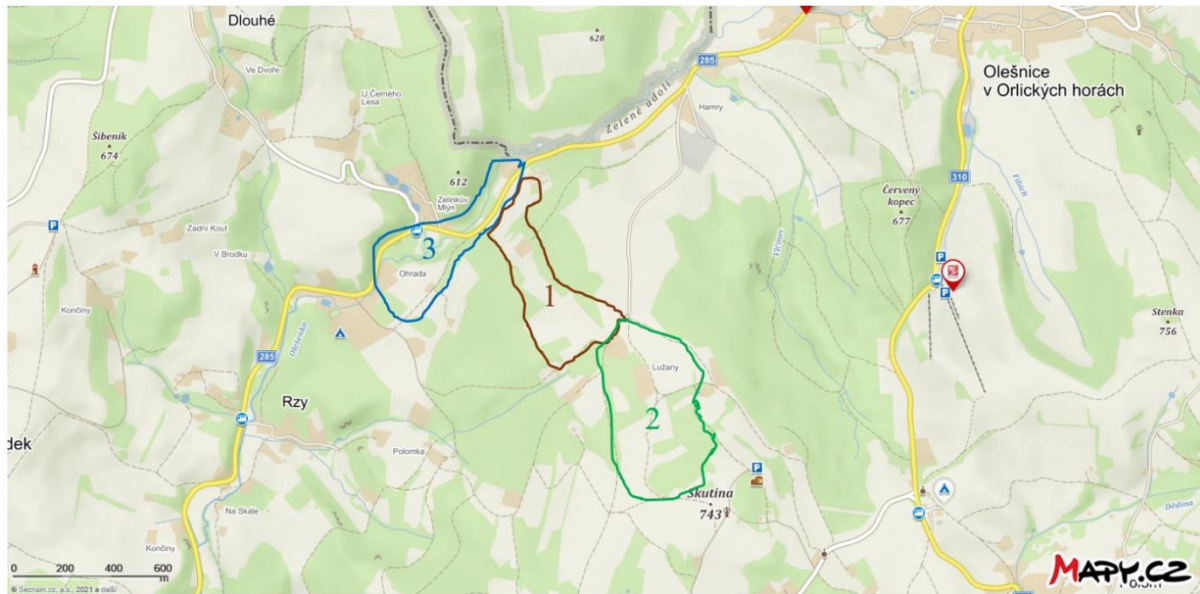 Dlouhé
628
Ve Dvoře
285
Olešnice
v Orlických horách
U Černého
Lesa
Zelené údolí
Hamry
Šibeník
674
612
310
Fibich
Zelinkův
Mlýn
Červený
kopec
677
P
Zadní Kout
3
Vlčinec
P
V Brodku
Ohrada
1
P
Končiny
Stenka
756
Olešenka
285
Lužany
Rzy
2
dek
Polomka
P
Skutina
743
Na Skále
Dědina
Končiny
0 200 400 600
m
MAPY.CZ
© Seznam.cz, a.s., 2021 a další